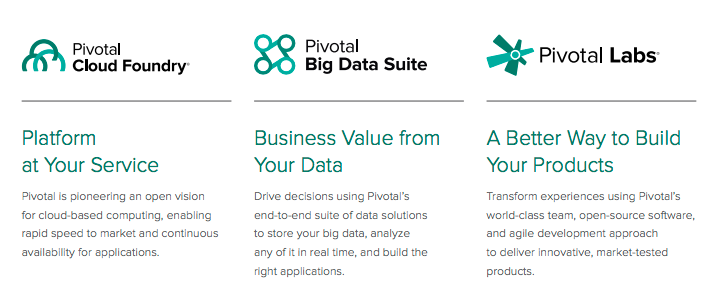 Pivotal
Cloud Foundry®
Platform
at Your Service
Pivotal is pioneering an open vision
for cloud-based computing, enabling
rapid speed to market and continuous
availability for applications.
Pivotal
Big Data Suite
Business Value from
Your Data
Drive decisions using Pivotal's
end-to-end suite of data solutions
to store your big data, analyze
any of it in real time, and build the
right applications.
Pivotal Labs®
A Better Way to Build
Your Products
Transform experiences using Pivotal's
world-class team, open-source software,
and agile development approach
to deliver innovative, market-tested
products.